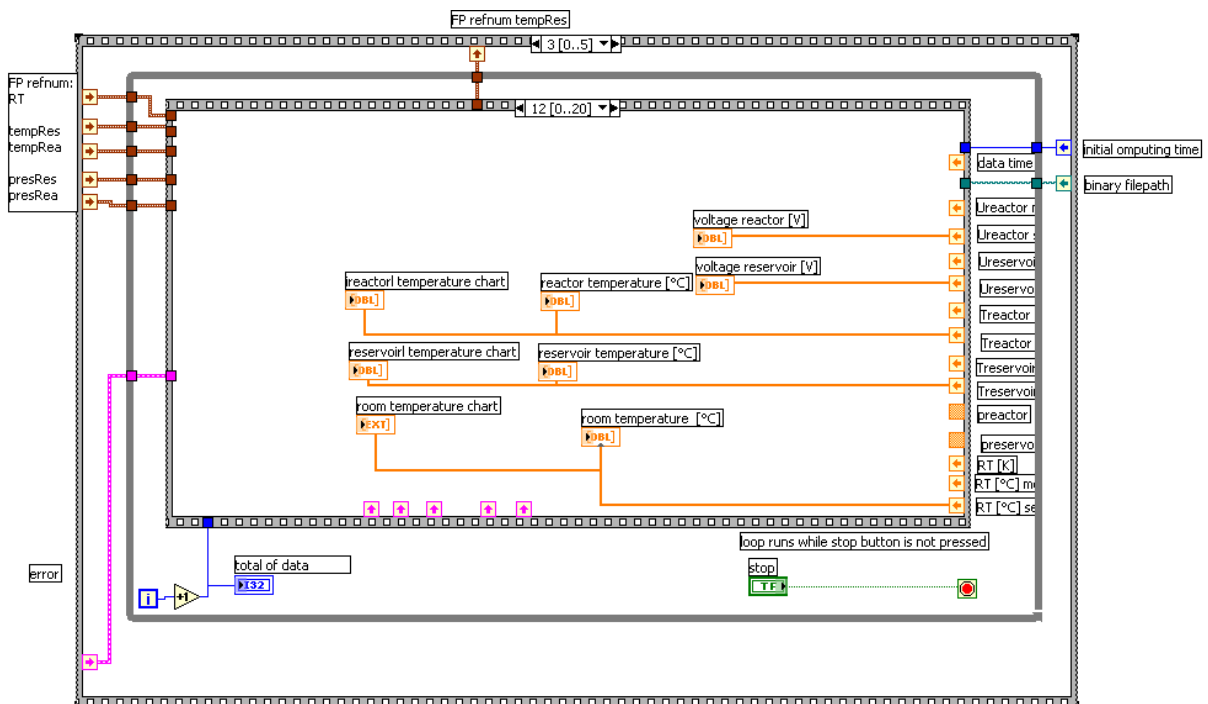 FP refnum tempRes
3 [0..5]
FP refnum:
RT
tempRes
tempRea
presRes
presRea
12 [0..20]
initial omputing time
data time
binary filepath
Ureactor
voltage reactor [V]
Ureactor s
voltage reservoir [V]
Ureservoi
ireactorl temperature chart
reactor temperature [°C]
DBL]
DBL]
Ureservo
DBL]
DBL]
Treactor
reservoirl temperature chart
reservoir temperature [°C]
Treactor
DBL]
DBL]
Treservoir
Treservoi
room temperature chart
room temperature [°C]
preactor
EXT]
DBL]
preservo
RT [K]
RT [°C] me
RT [°C] se
loop runs while stop button is not pressed
error
total of data
stop
i
+1
I32
TF